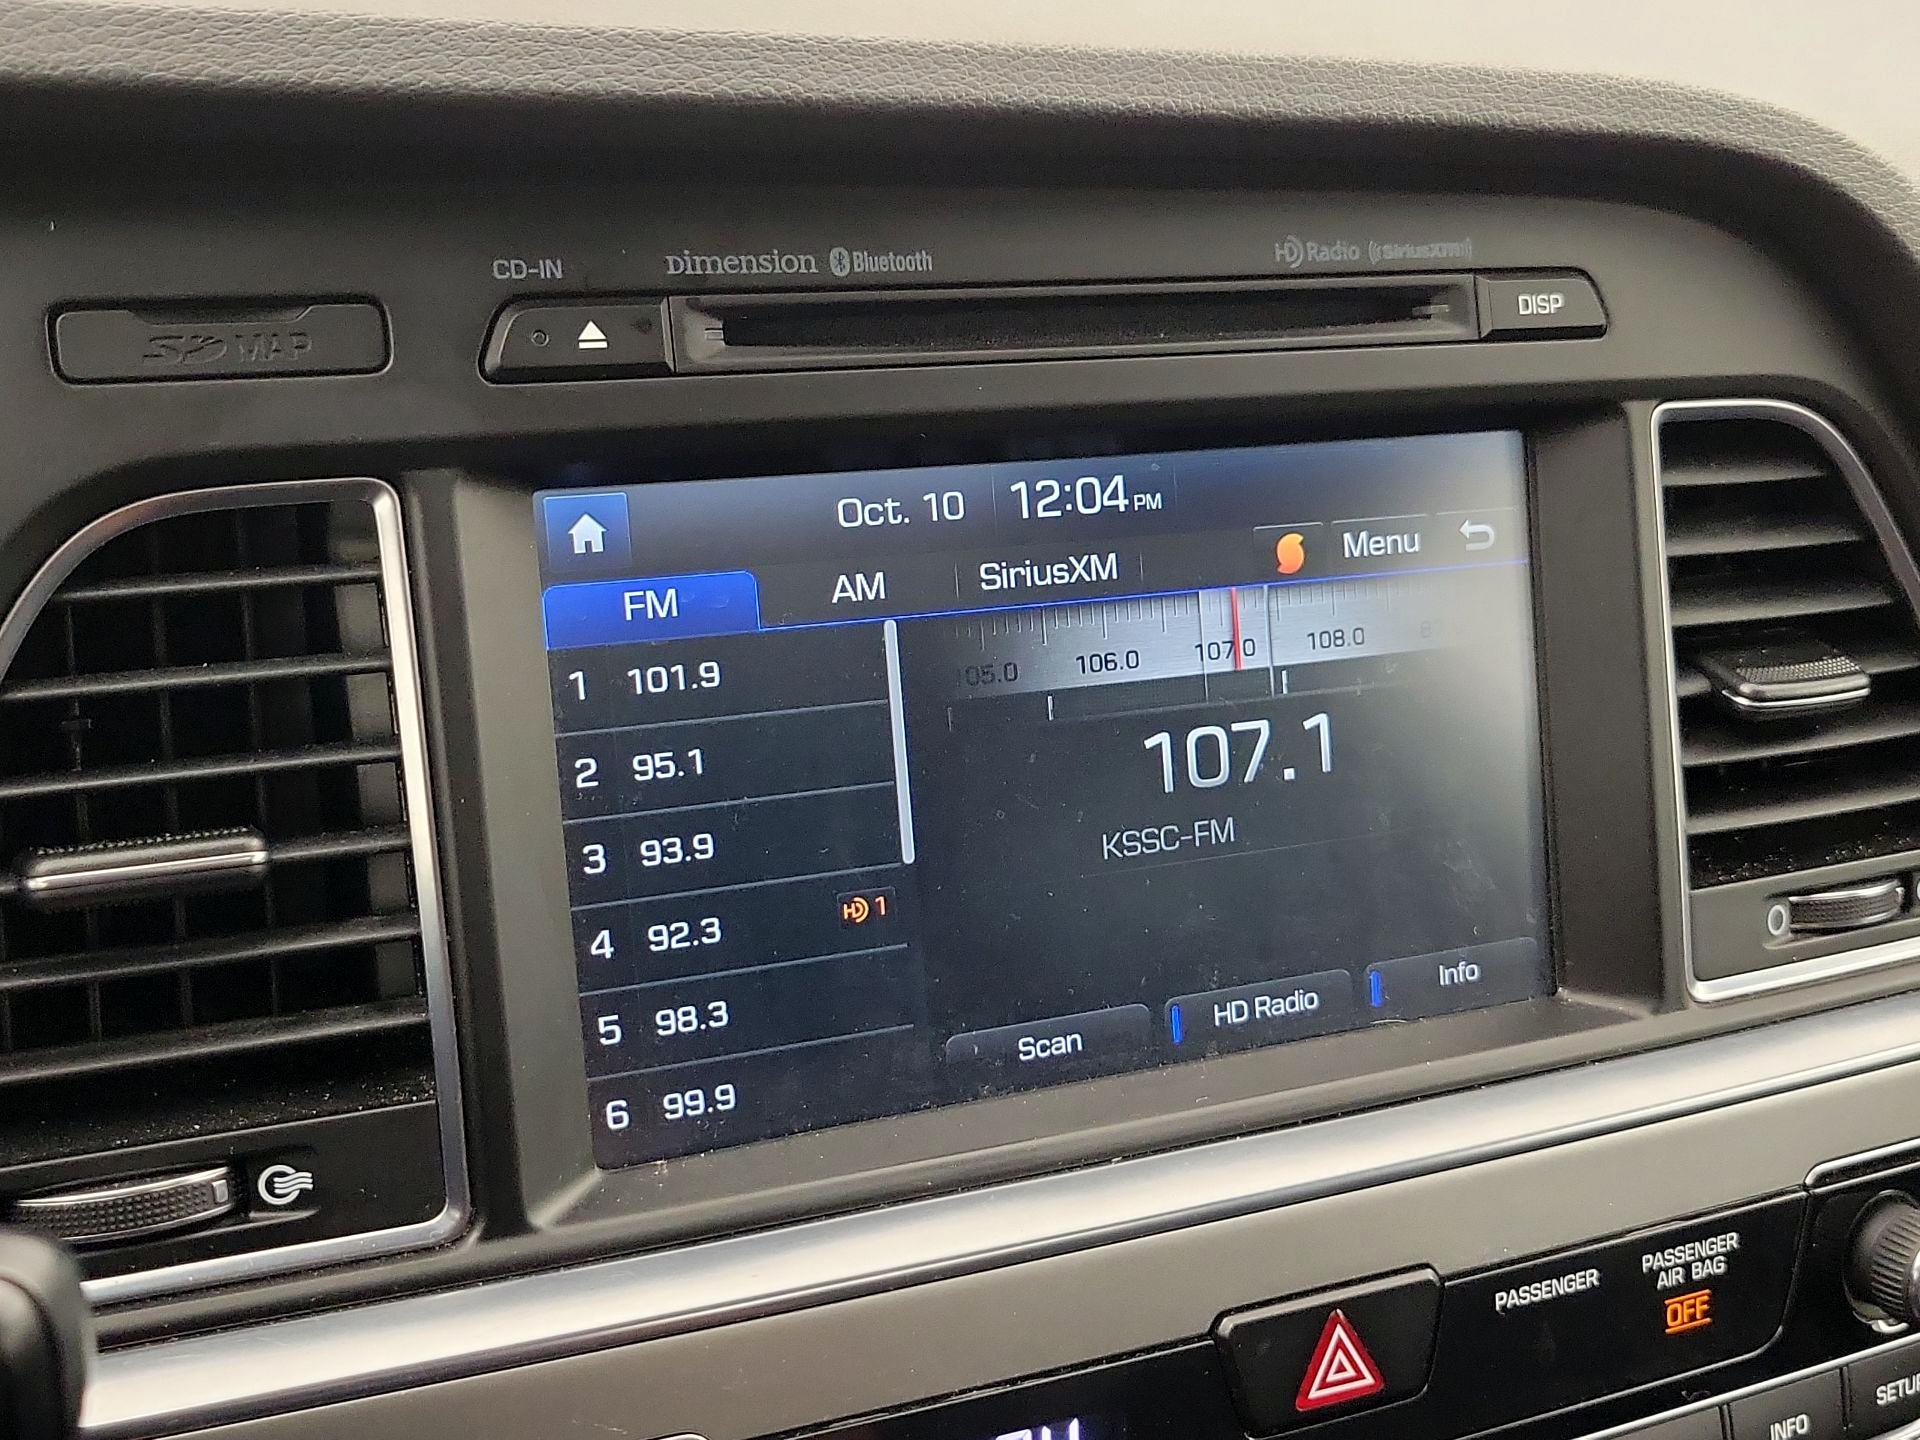 CD-IN
Dimension Bluetooth
HD Radio ((SiriusXM))
SD MAP
DISP
Oct. 10 12:04 PM
Menu
FM AM SiriusXM
1 101.9
2 95.1
3 93.9
4 92.3 HD 1
5 98.3
6 99.9
105.0 106.0 107.0 108.0
107.1
KSSC-FM
Scan HD Radio Info
PASSENGER
PASSENGER
AIR BAG
OFF
INFO
SETUP